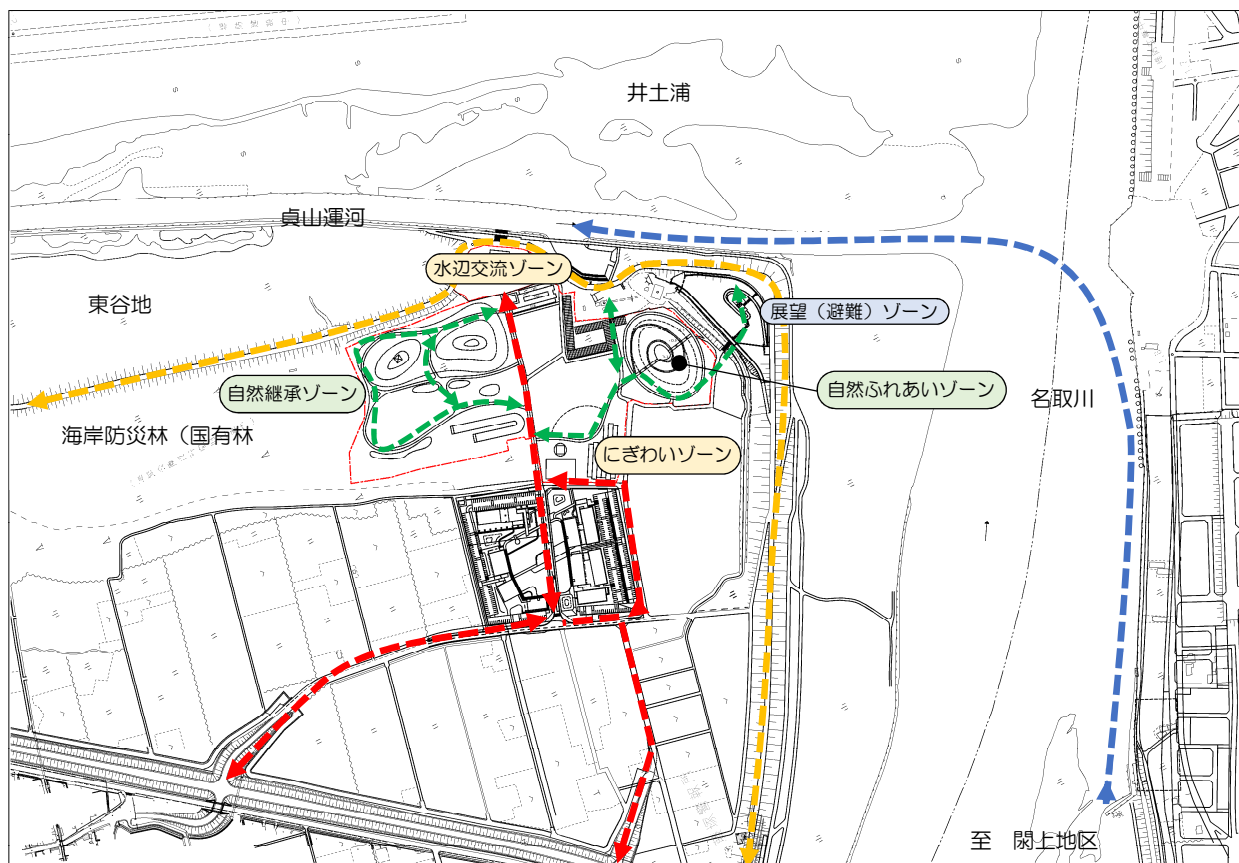 井土浦
貞山運河
水辺交流ゾーン
東谷地
展望（避難）ゾーン
自然継承ゾーン
自然ふれあいゾーン
名取川
海岸防災林（国有林
にぎわいゾーン
至　閖上地区